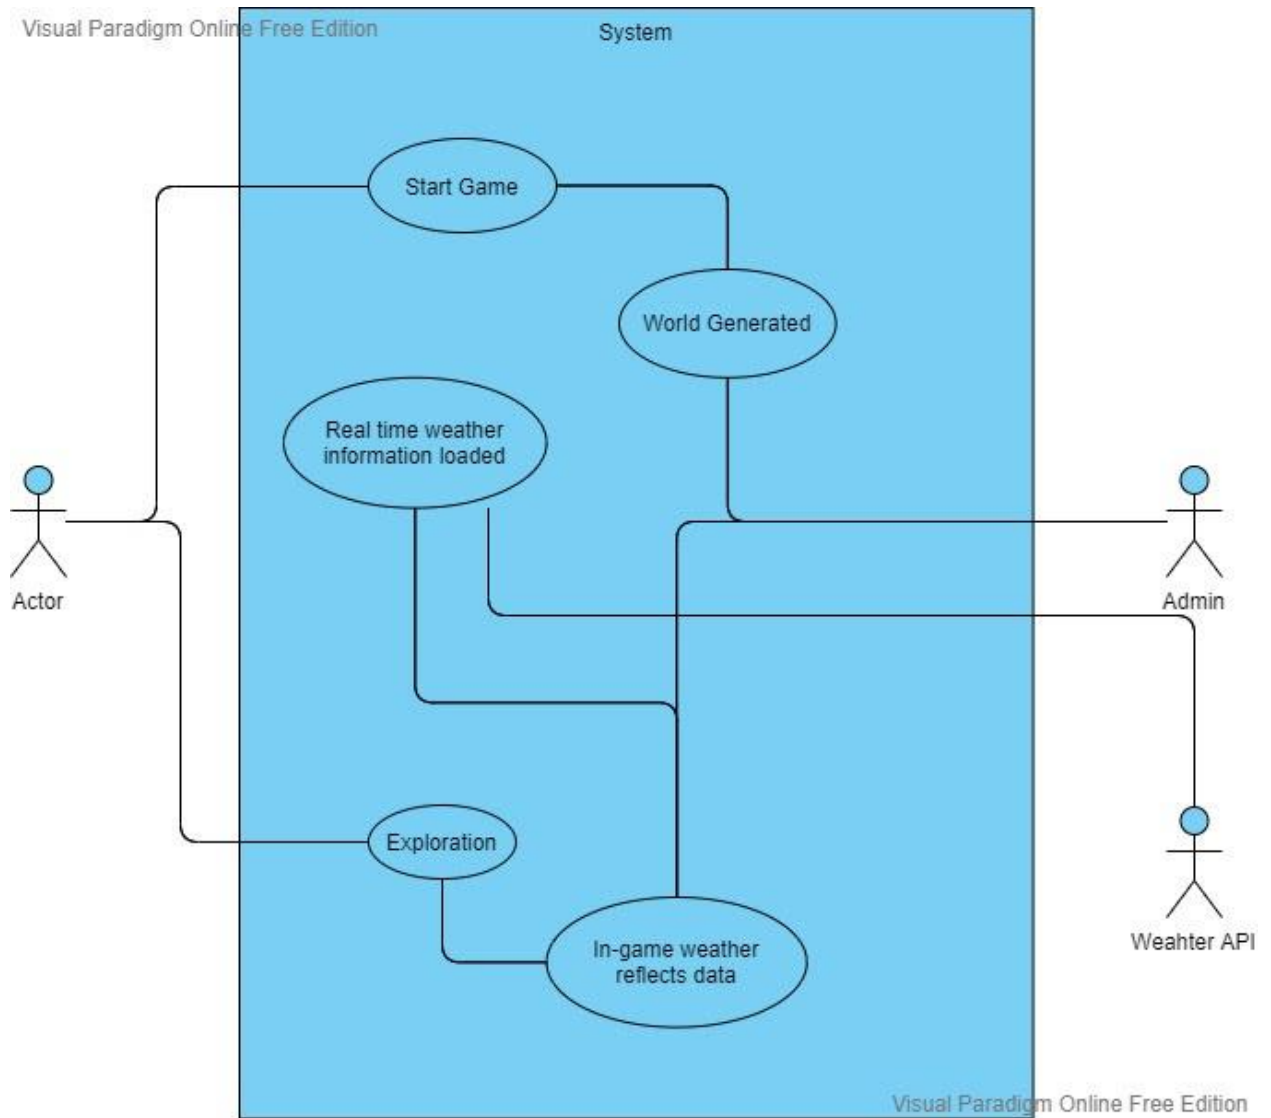 Visual Paradigm Online Free Edition
System
Start Game
World Generated
Real time weather
information loaded
Actor
Admin
Exploration
In-game weather
reflects data
Weahter API
Visual Paradigm Online Free Edition